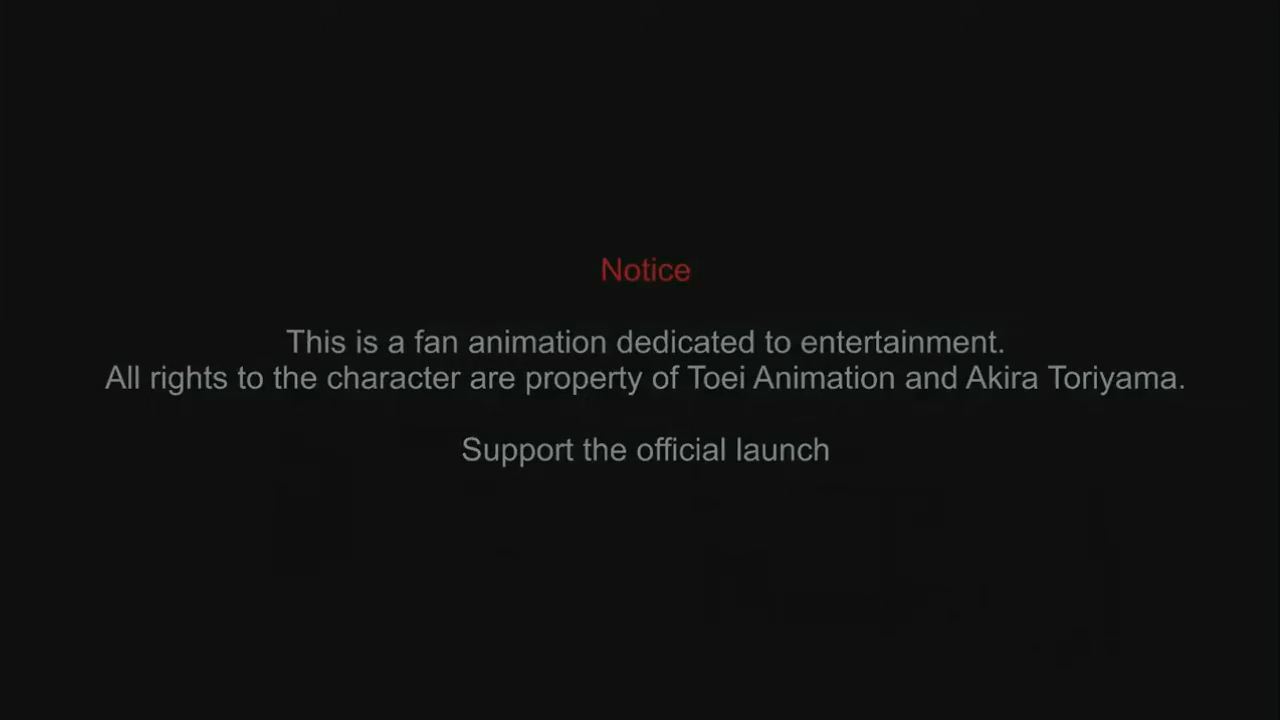 Notice
This is a fan animation dedicated to entertainment.
All rights to the character are property of Toei Animation and Akira Toriyama.
Support the official launch